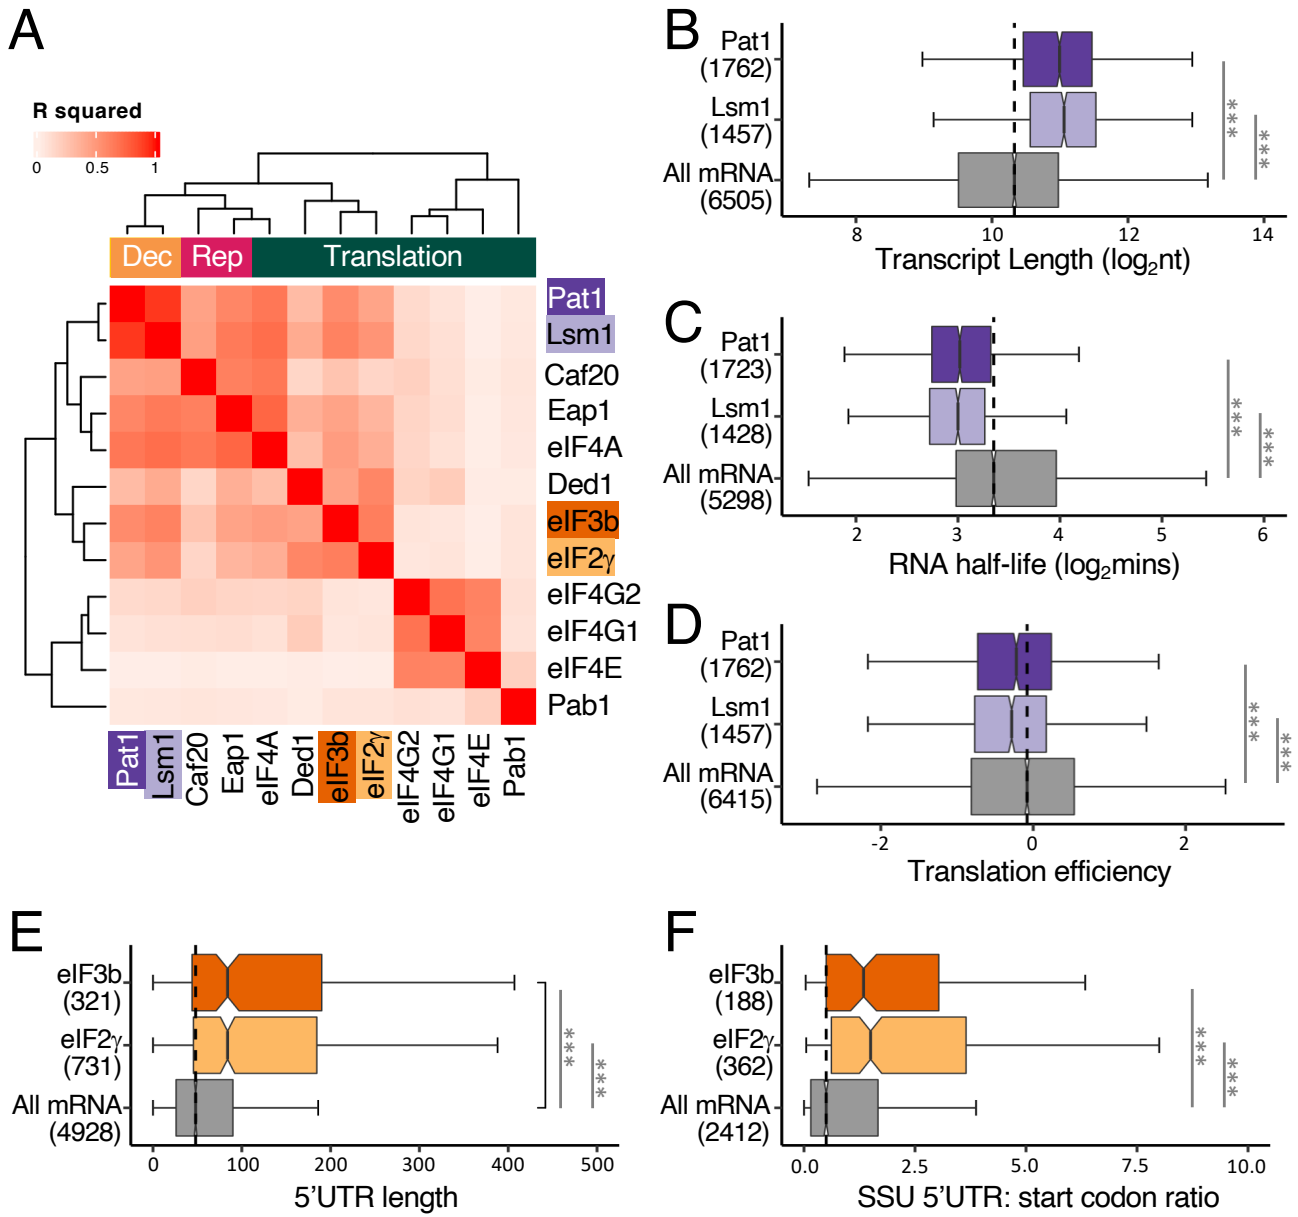 A
R squared
0 0.5 1
Dec Rep Translation
Pat1
Lsm1
Caf20
Eap1
eIF4A
Ded1
eIF3b
eIF2γ
eIF4G2
eIF4G1
eIF4E
Pab1
Pat1 Lsm1 Caf20 Eap1 eIF4A Ded1 eIF3b eIF2γ eIF4G2 eIF4G1 eIF4E Pab1
B
Pat1
(1762)
Lsm1
(1457)
All mRNA
(6505)
***
***
8 10 12 14
Transcript Length (log₂nt)
C
Pat1
(1723)
Lsm1
(1428)
All mRNA
(5298)
***
***
2 3 4 5 6
RNA half-life (log₂mins)
D
Pat1
(1762)
Lsm1
(1457)
All mRNA
(6415)
***
***
-2 0 2
Translation efficiency
E
eIF3b
(321)
eIF2γ
(731)
All mRNA
(4928)
***
***
0 100 200 300 400 500
5’UTR length
F
eIF3b
(188)
eIF2γ
(362)
All mRNA
(2412)
***
***
0.0 2.5 5.0 7.5 10.0
SSU 5’UTR: start codon ratio